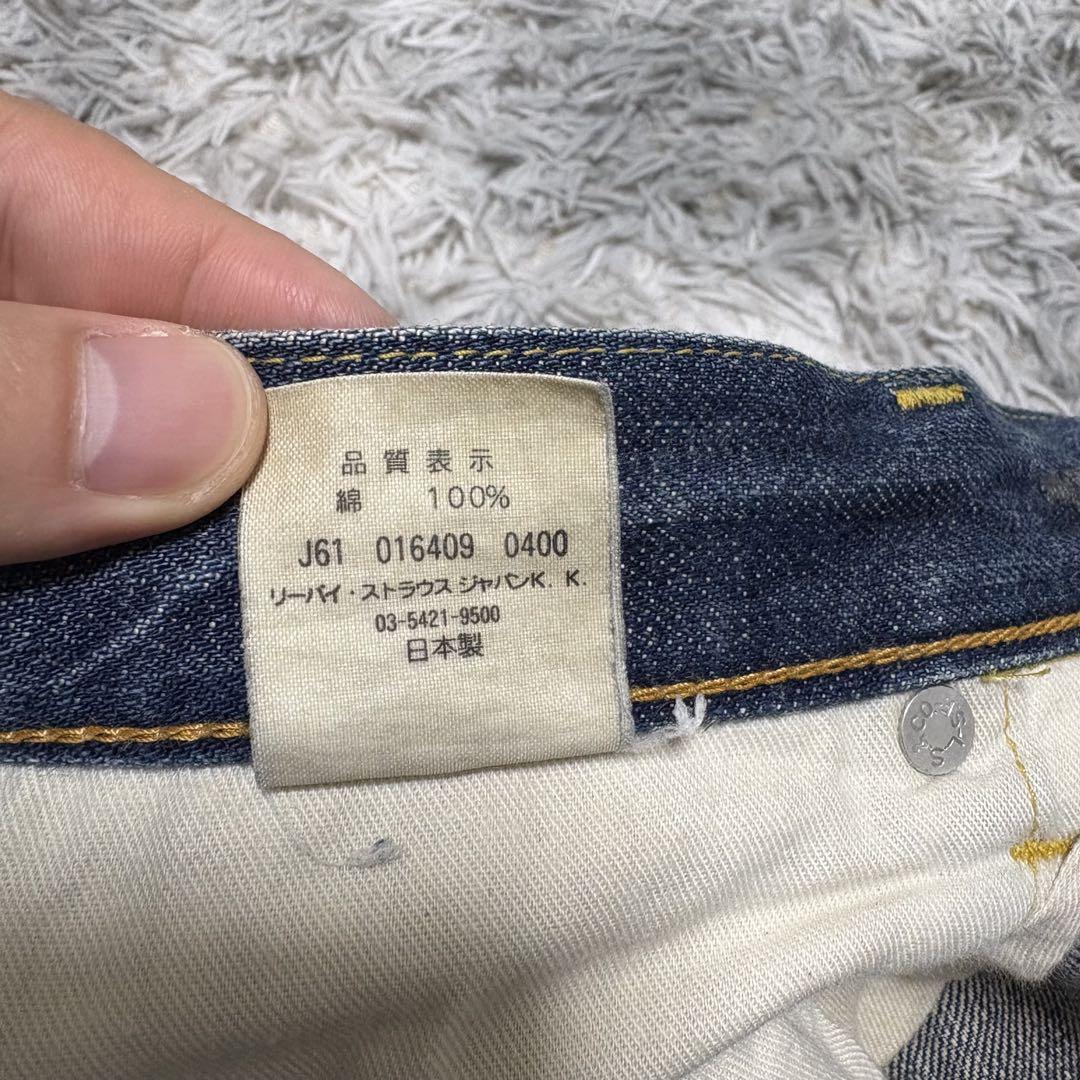 品質表示
綿 100%
J61 016409 0400
リーバイ・ストラウス ジャパンK.K.
03-5421-9500
日本製